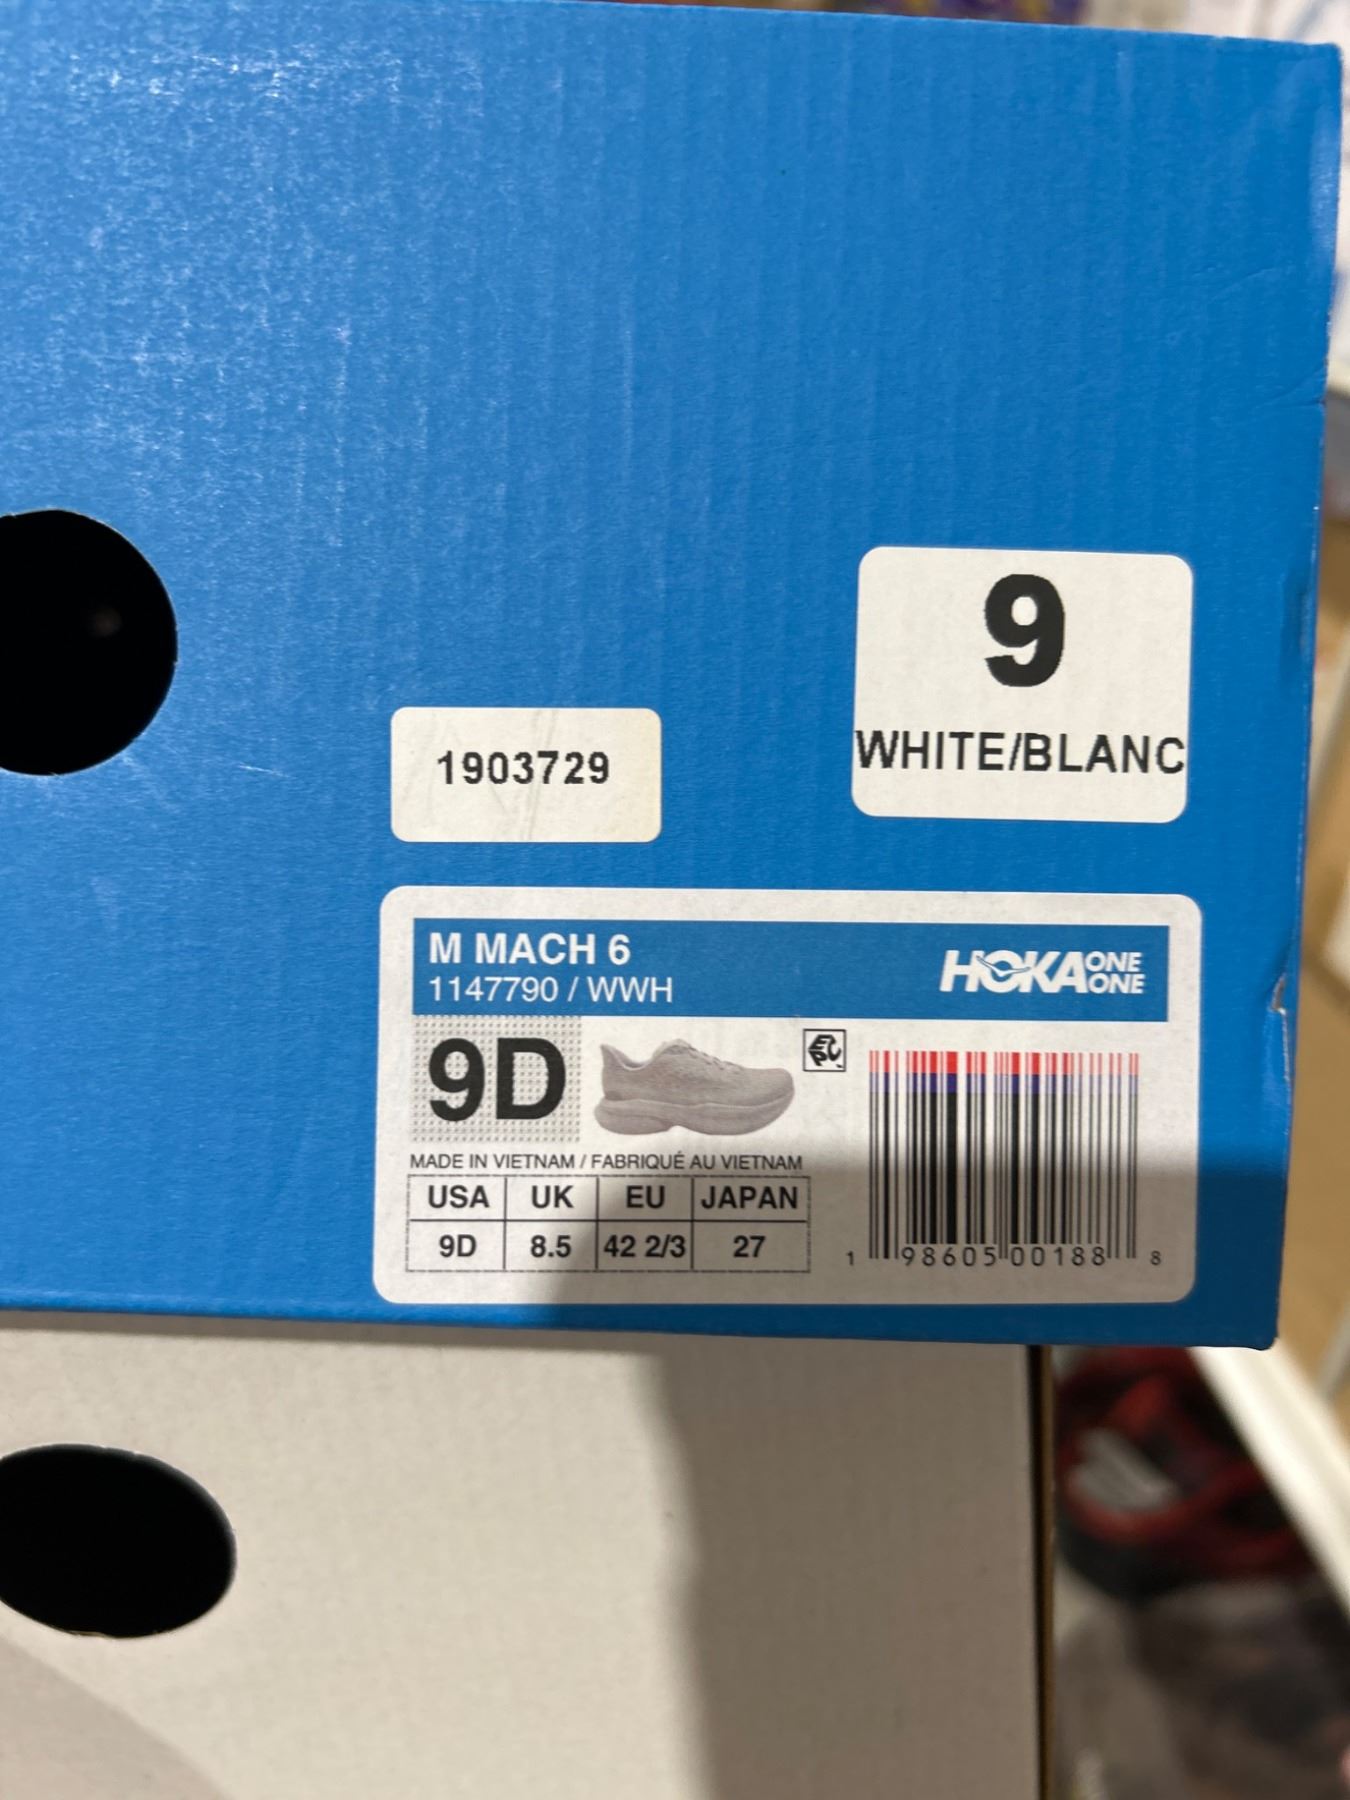 9
WHITE/BLANC
1903729
M MACH 6
1147790 / WWH
HOKA ONE ONE
9D
EPC
MADE IN VIETNAM / FABRIQUÉ AU VIETNAM
USA UK EU JAPAN
9D 8.5 42 2/3 27
1 98605 00188 8